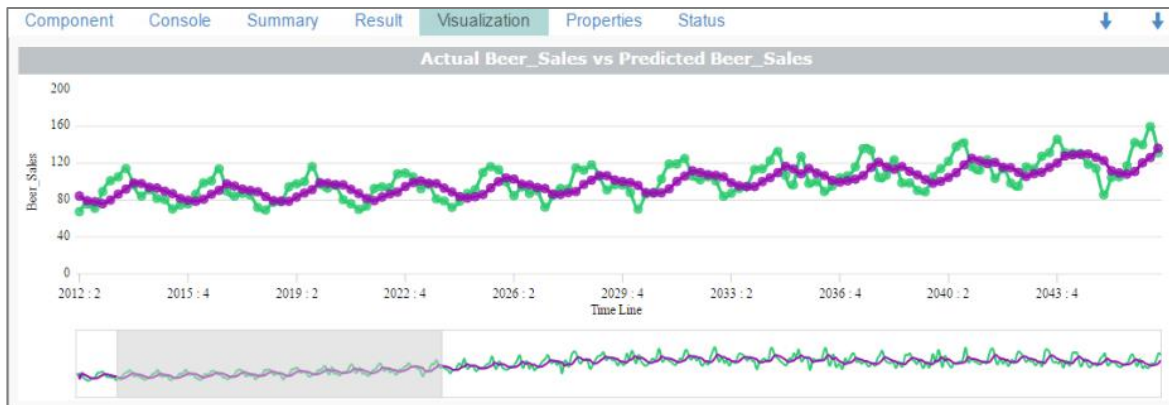 Component Console Summary Result Visualization Properties Status
Actual Beer_Sales vs Predicted Beer_Sales
200
160
120
80
40
0
Beer_Sales
2012 : 2 2015 : 4 2019 : 2 2022 : 4 2026 : 2 2029 : 4 2033 : 2 2036 : 4 2040 : 2 2043 : 4
Time Line